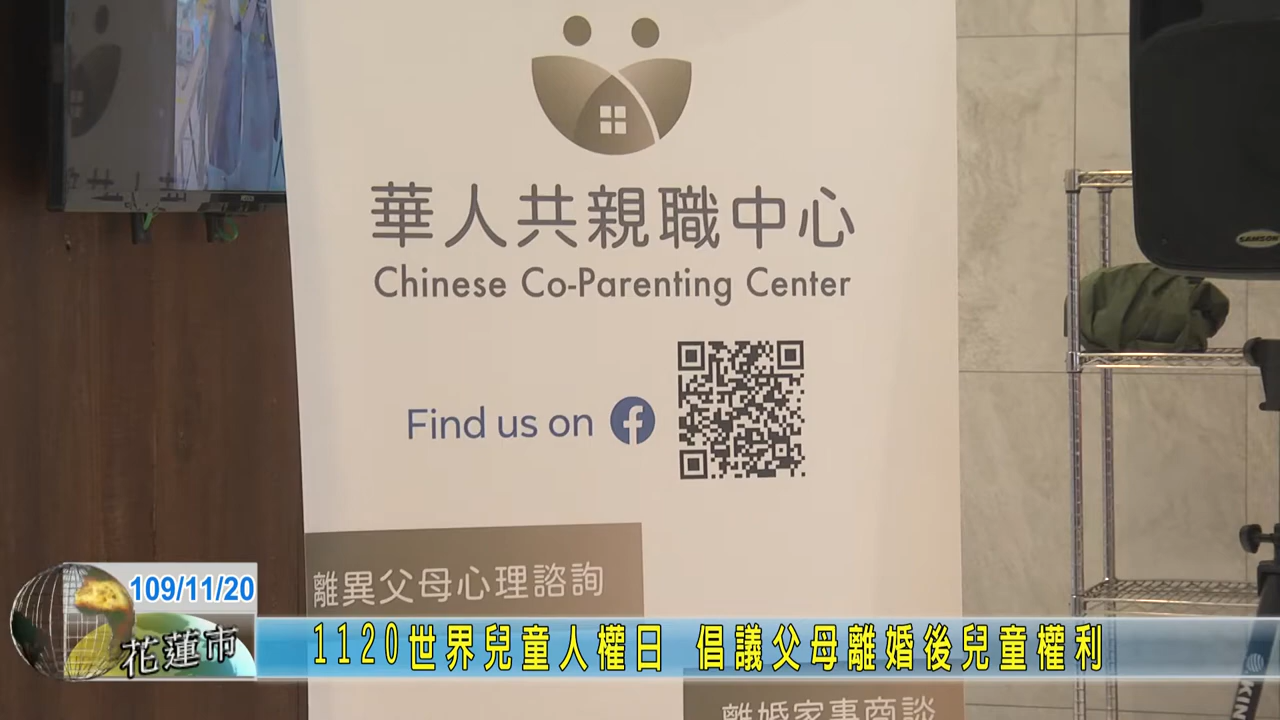 華人共親職中心
Chinese Co-Parenting Center
Find us on
離異父母心理諮詢
109/11/20
花蓮市
1120世界兒童人權日 倡議父母離婚後兒童權利
離婚家事商談
SAMSON
KIN